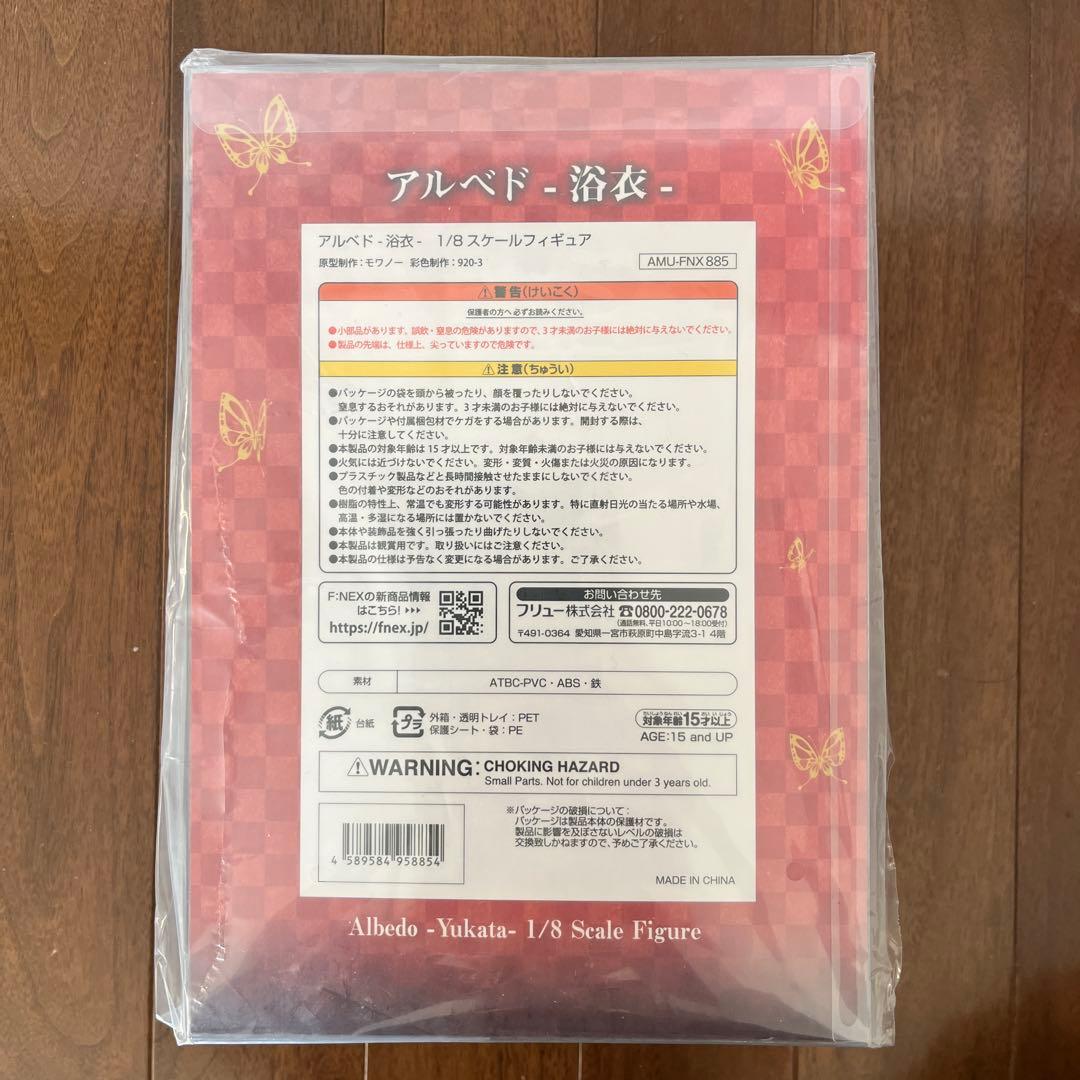 アルベド - 浴衣 -
アルベド - 浴衣 - 1/8 スケールフィギュア
原型制作：モワノー 彩色制作：920-3
AMU-FNX 885
⚠警告(けいこく)
保護者の方へ 必ずお読みください。
●小部品があります、誤飲・窒息の危険がありますので、3才未満のお子様には絶対に与えないでください。
●製品の先端は、仕様上、尖っていますので危険です。
⚠注意(ちゅうい)
●パッケージの袋を頭から被ったり、顔を覆ったりしないでください。
窒息するおそれがあります。3才未満のお子様には絶対に与えないでください。
●パッケージや付属梱包材でケガをする場合があります。開封する際は、
十分に注意してください。
●本製品の対象年齢は15才以上です。対象年齢未満のお子様には与えないでください。
●火気には近づけないでください。変形・変質・火傷または火災の原因になります。
●プラスチック製品などと長時間接触させたままにしないでください。
色の付着や変形などのおそれがあります。
●樹脂の特性上、常温でも変形する可能性があります。特に直射日光の当たる場所や水場、
高温・多湿になる場所には置かないでください。
●本体や装飾品を強く引っ張ったり曲げたりしないでください。
●本製品は観賞用です。取り扱いにはご注意ください。
●本製品の仕様は予告なく変更になる場合があります。ご了承ください。
F:NEXの新商品情報
はこちら!
https://fnex.jp/
お問い合わせ先
フリュー株式会社 ☎0800-222-0678
(通話無料、平日10:00～18:00受付)
〒491-0364 愛知県一宮市萩原町中島字流3-1 4階
素材 ATBC-PVC・ABS・鉄
紙 台紙
プラ 外箱・透明トレイ：PET
保護シート・袋：PE
対象年齢15才以上
たいしょうねんれい さい いじょう
AGE:15 and UP
⚠WARNING: CHOKING HAZARD
Small Parts. Not for children under 3 years old.
4 589584 958854
※パッケージの破損について：
パッケージは製品本体の保護材です。
製品に影響を及ぼさないレベルの破損は
交換致しかねますので、予めご了承ください。
MADE IN CHINA
Albedo -Yukata- 1/8 Scale Figure